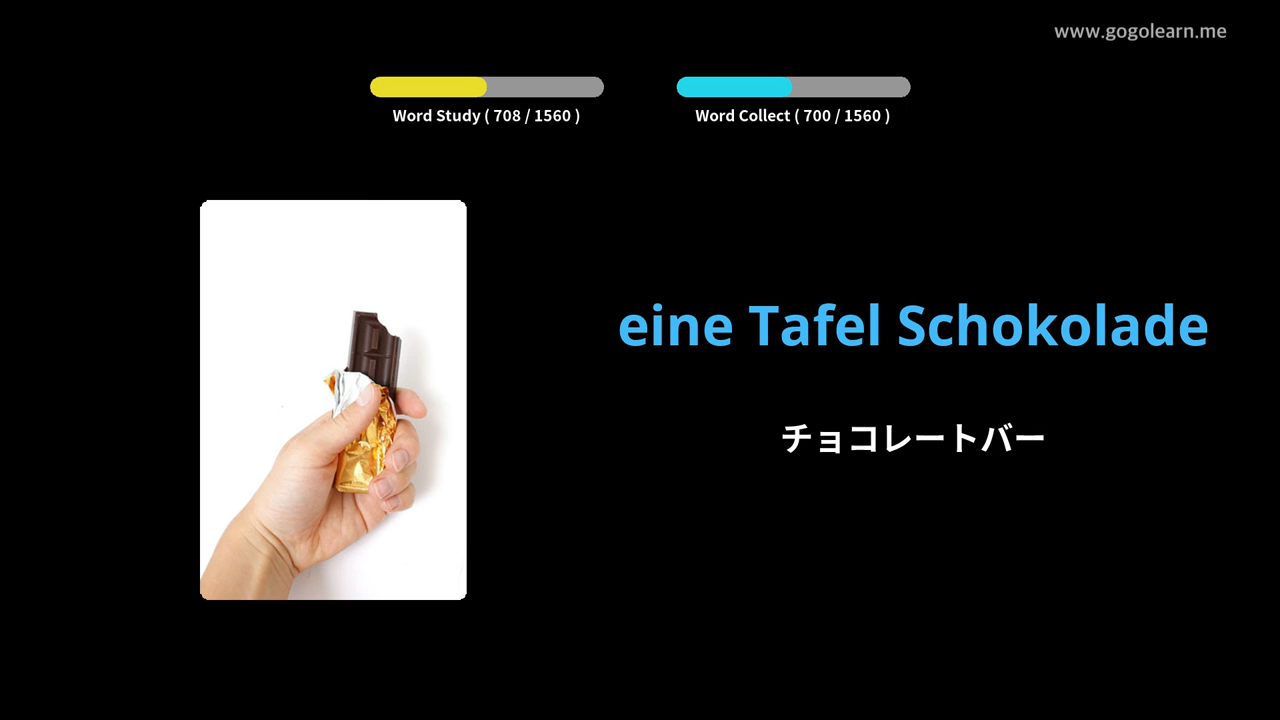 www.gogolearn.me
Word Study ( 708 / 1560 )
Word Collect ( 700 / 1560 )
eine Tafel Schokolade
チョコレートバー